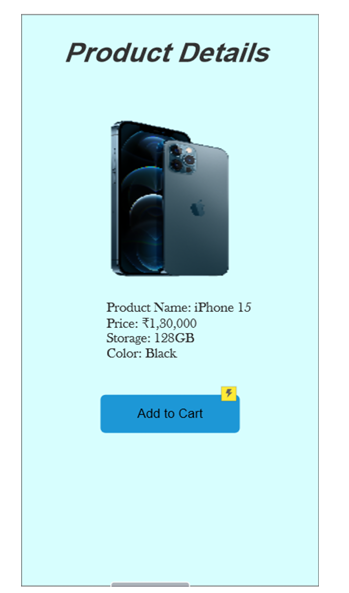 Product Details
Product Name: iPhone 15
Price: ₹1,30,000
Storage: 128GB
Color: Black
Add to Cart